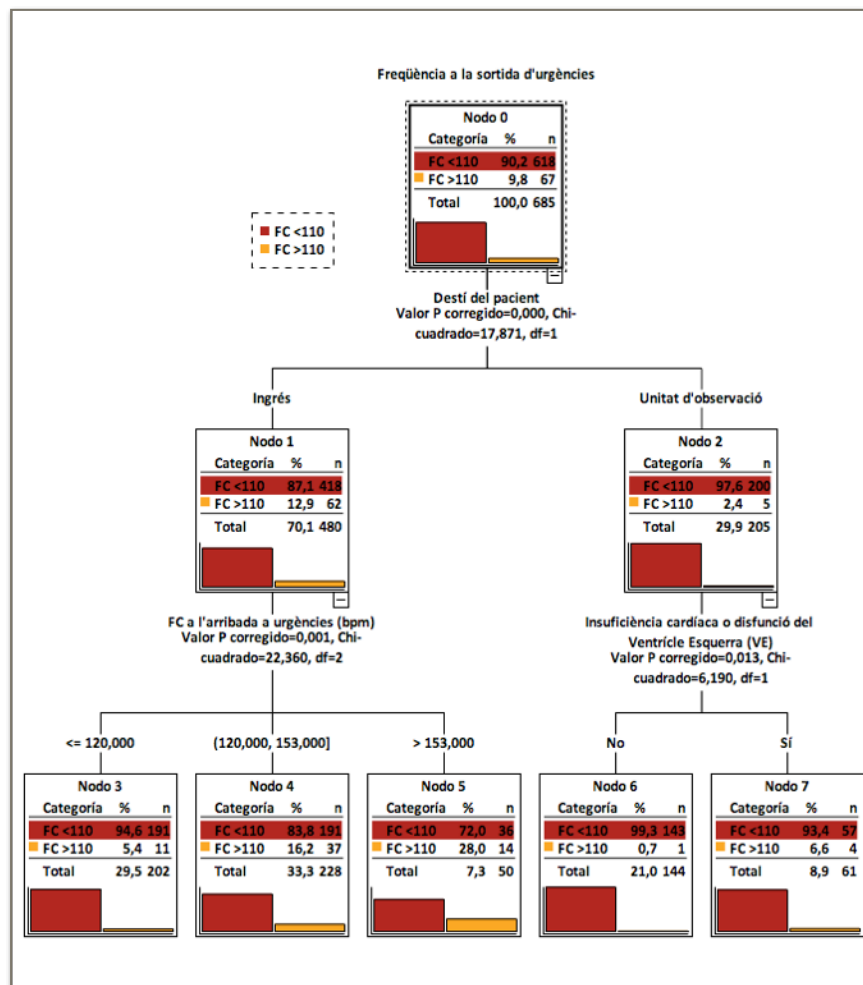 Freqüència a la sortida d'urgències
Nodo 0
Categoría % n
FC <110 90,2 618
FC >110 9,8 67
Total 100,0 685
FC <110
FC >110
Destí del pacient
Valor P corregido=0,000, Chi-
cuadrado=17,871, df=1
Ingrés
Unitat d'observació
Nodo 1
Categoría % n
FC <110 87,1 418
FC >110 12,9 62
Total 70,1 480
Nodo 2
Categoría % n
FC <110 97,6 200
FC >110 2,4 5
Total 29,9 205
FC a l'arribada a urgències (bpm)
Valor P corregido=0,001, Chi-
cuadrado=22,360, df=2
Insuficiència cardíaca o disfunció del
Ventrícle Esquerra (VE)
Valor P corregido=0,013, Chi-
cuadrado=6,190, df=1
<= 120,000
(120,000, 153,000]
> 153,000
No
Sí
Nodo 3
Categoría % n
FC <110 94,6 191
FC >110 5,4 11
Total 29,5 202
Nodo 4
Categoría % n
FC <110 83,8 191
FC >110 16,2 37
Total 33,3 228
Nodo 5
Categoría % n
FC <110 72,0 36
FC >110 28,0 14
Total 7,3 50
Nodo 6
Categoría % n
FC <110 99,3 143
FC >110 0,7 1
Total 21,0 144
Nodo 7
Categoría % n
FC <110 93,4 57
FC >110 6,6 4
Total 8,9 61